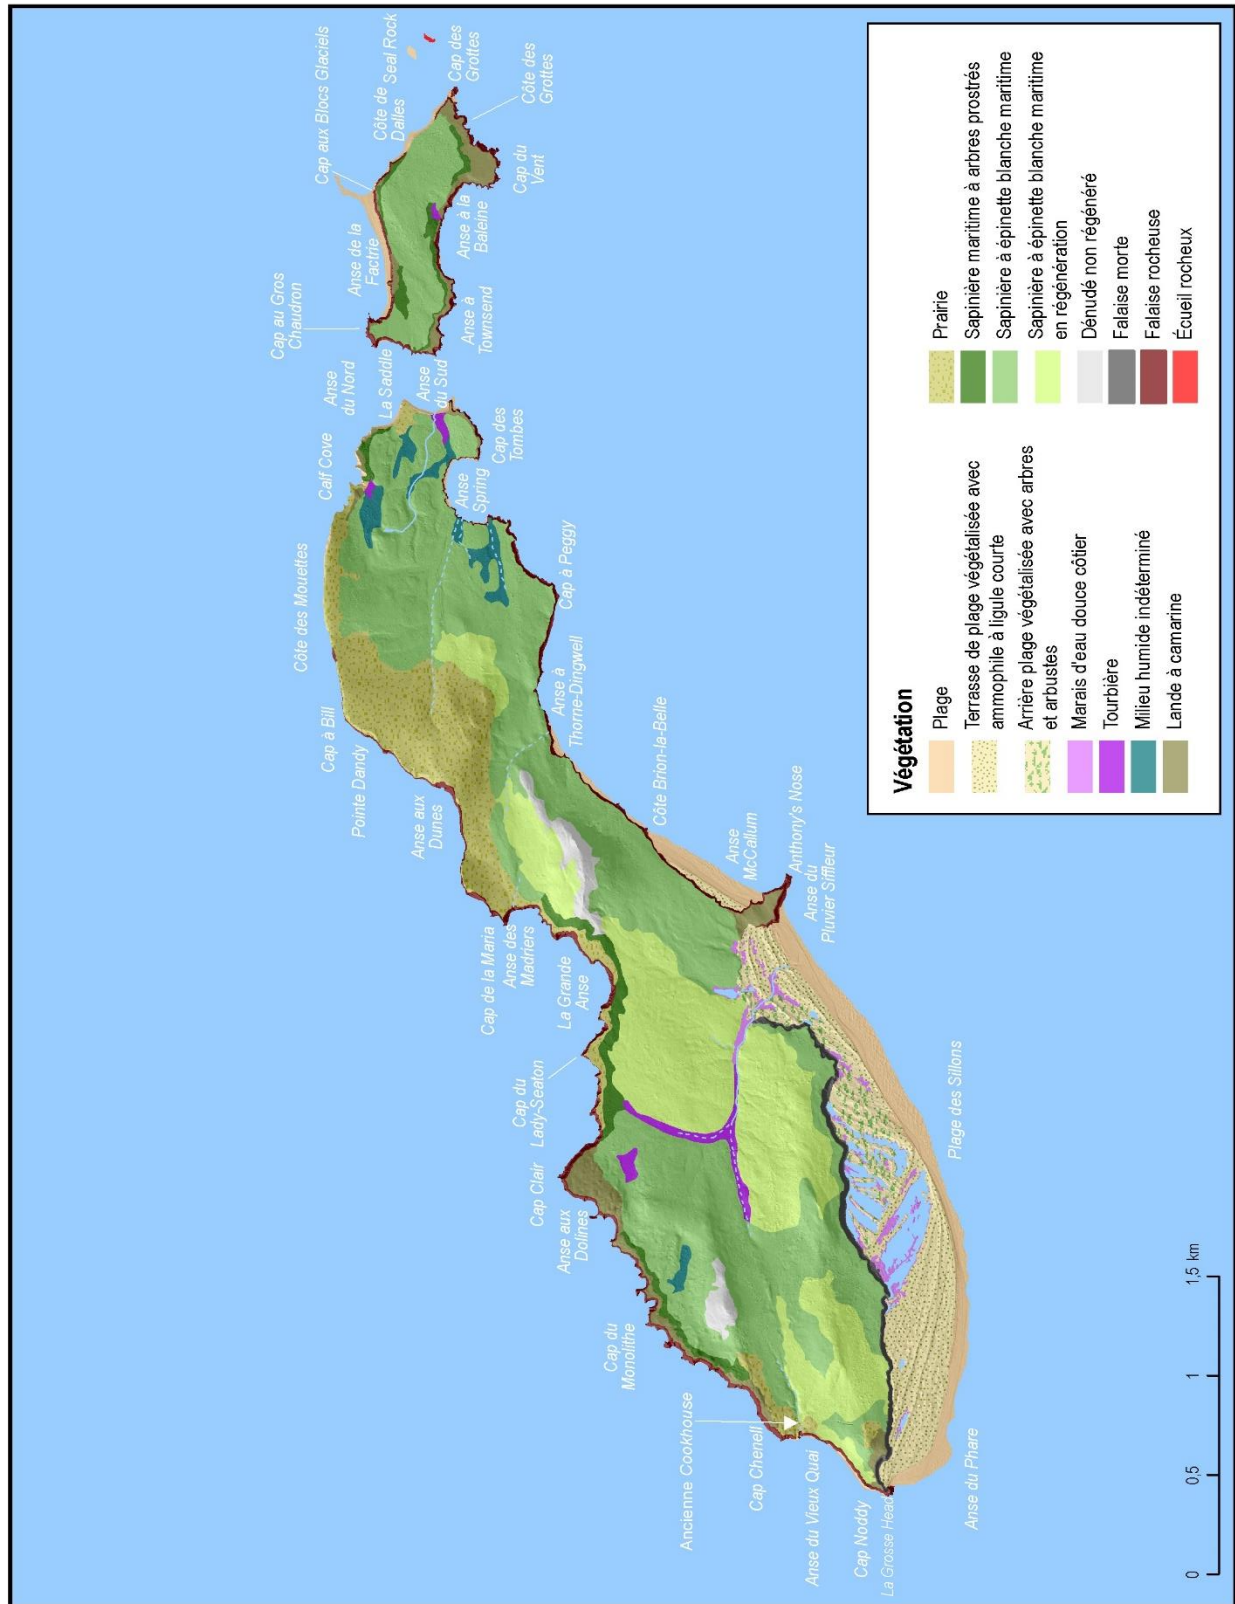 Cap Noddy
La Grosse Head
Anse du Vieux Quai
Cap Chenell
Ancienne Cookhouse
Cap du
Monolithe
Anse aux
Dolines
Cap Clair
Cap du
Lady-Seaton
La Grande
Anse
Anse des
Madriers
Cap de la Maria
Anse aux
Dunes
Pointe Dandy
Cap à Bill
Côte des Mouettes
Calf Cove
Anse
du Nord
La Saddle
Anse
du Sud
Cap au Gros
Chaudron
Anse de la
Factrie
Cap aux Blocs Glaciels
Côte de
Dalles
Seal Rock
Cap des
Grottes
Côte des
Grottes
Cap du
Vent
Anse à la
Baleine
Anse à
Townsend
Cap des
Tombes
Anse
Spring
Cap à Peggy
Anse à
Thorne-Dingwell
Côte Brion-la-Belle
Anse
McCallum
Anthony's Nose
Anse du
Pluvier Siffleur
Plage des Sillons
Anse du Phare
0
0,5
1
1,5 km
Végétation
Plage
Terrasse de plage végétalisée avec
ammophile à ligule courte
Arrière plage végétalisée avec arbres
et arbustes
Marais d'eau douce côtier
Tourbière
Milieu humide indéterminé
Lande à camarine
Prairie
Sapinière maritime à arbres prostrés
Sapinière à épinette blanche maritime
Sapinière à épinette blanche maritime
en régénération
Dénudé non régénéré
Falaise morte
Falaise rocheuse
Écueil rocheux